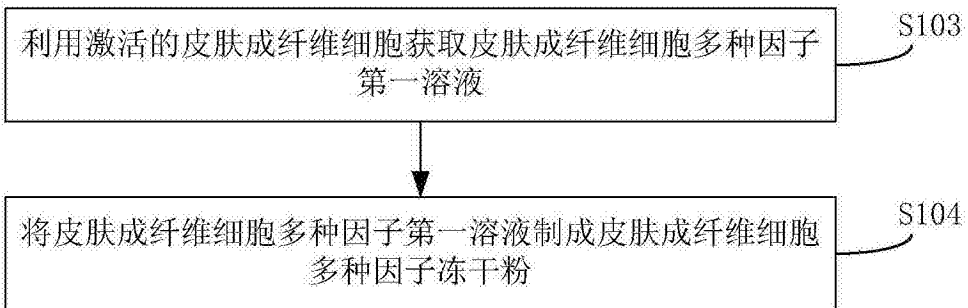 利用激活的皮肤成纤维细胞获取皮肤成纤维细胞多种因子
第一溶液
S103
将皮肤成纤维细胞多种因子第一溶液制成皮肤成纤维细胞
多种因子冻干粉
S104